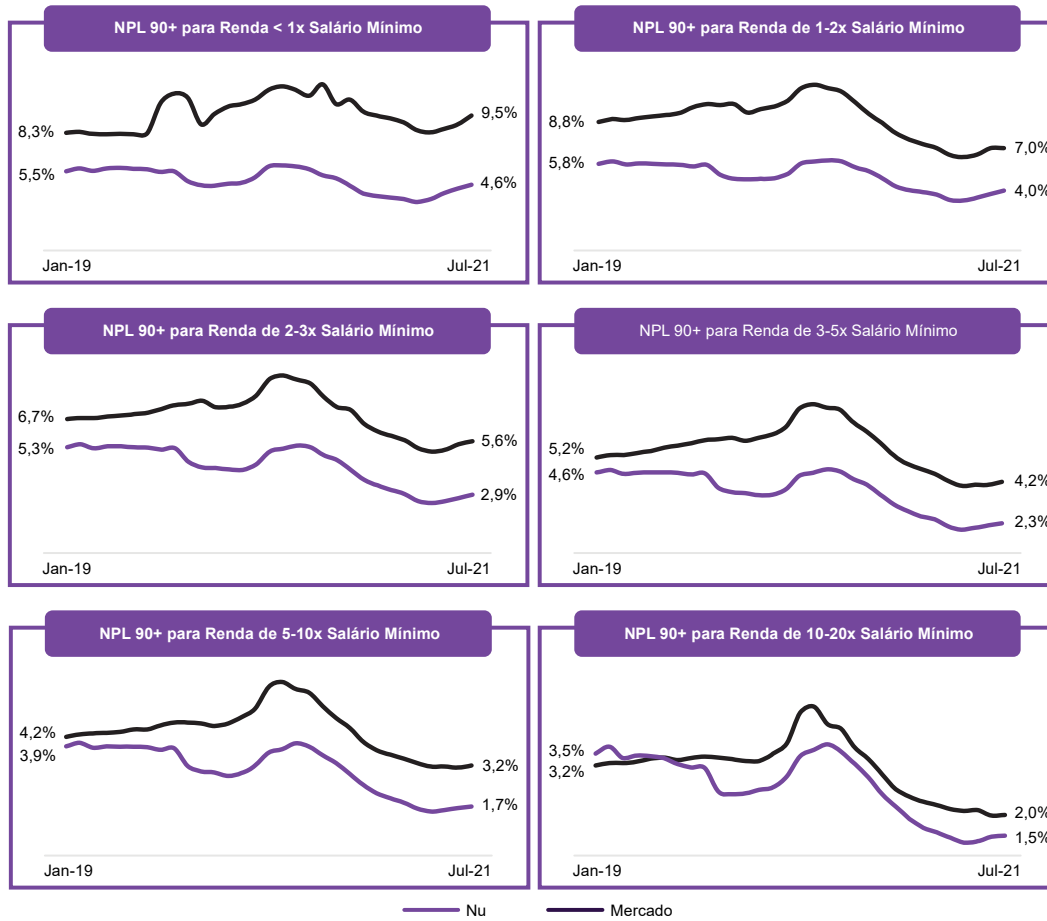 NPL 90+ para Renda < 1x Salário Mínimo
8,3%
5,5%
9,5%
4,6%
Jan-19
Jul-21
NPL 90+ para Renda de 1-2x Salário Mínimo
8,8%
5,8%
7,0%
4,0%
Jan-19
Jul-21
NPL 90+ para Renda de 2-3x Salário Mínimo
6,7%
5,3%
5,6%
2,9%
Jan-19
Jul-21
NPL 90+ para Renda de 3-5x Salário Mínimo
5,2%
4,6%
4,2%
2,3%
Jan-19
Jul-21
NPL 90+ para Renda de 5-10x Salário Mínimo
4,2%
3,9%
3,2%
1,7%
Jan-19
Jul-21
NPL 90+ para Renda de 10-20x Salário Mínimo
3,5%
3,2%
2,0%
1,5%
Jan-19
Jul-21
Nu
Mercado